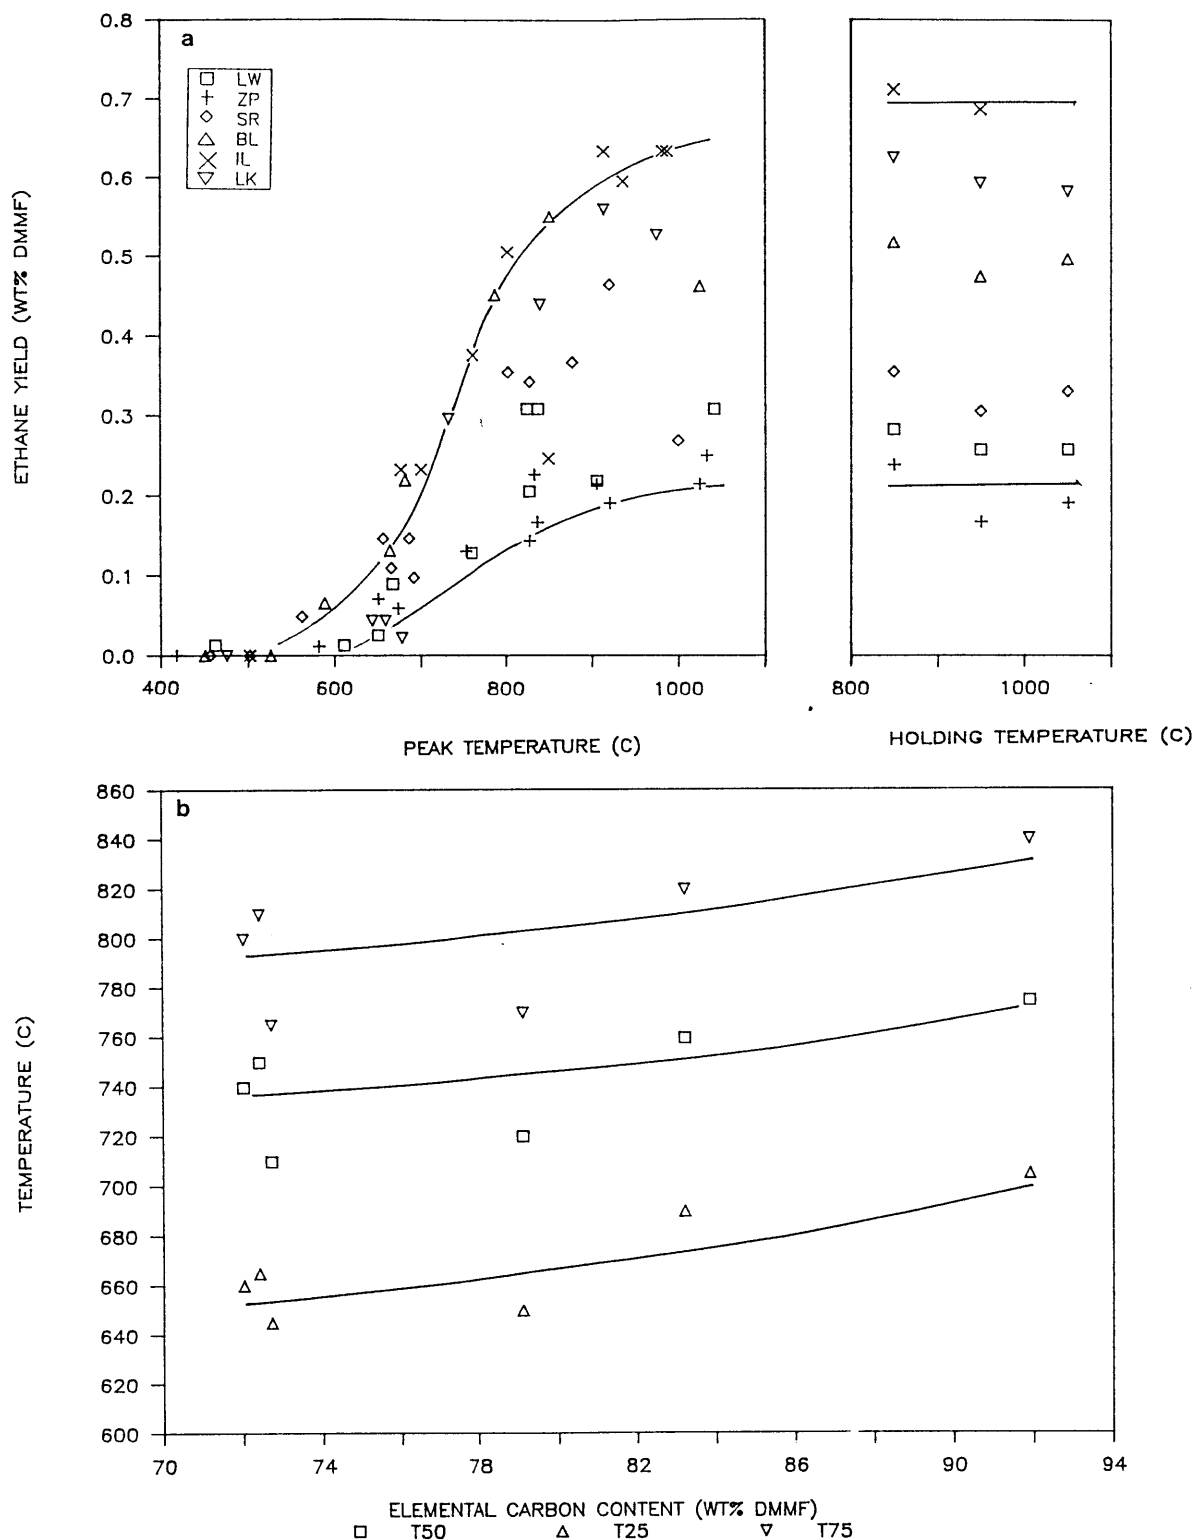 a
LW
ZP
SR
BL
IL
LK
0.8
0.7
0.6
0.5
0.4
0.3
0.2
0.1
0.0
ETHANE YIELD (WT% DMMF)
400 600 800 1000
PEAK TEMPERATURE (C)
800 1000
HOLDING TEMPERATURE (C)
b
860
840
820
800
780
760
740
720
700
680
660
640
620
600
TEMPERATURE (C)
70 74 78 82 86 90 94
ELEMENTAL CARBON CONTENT (WT% DMMF)
T50 T25 T75